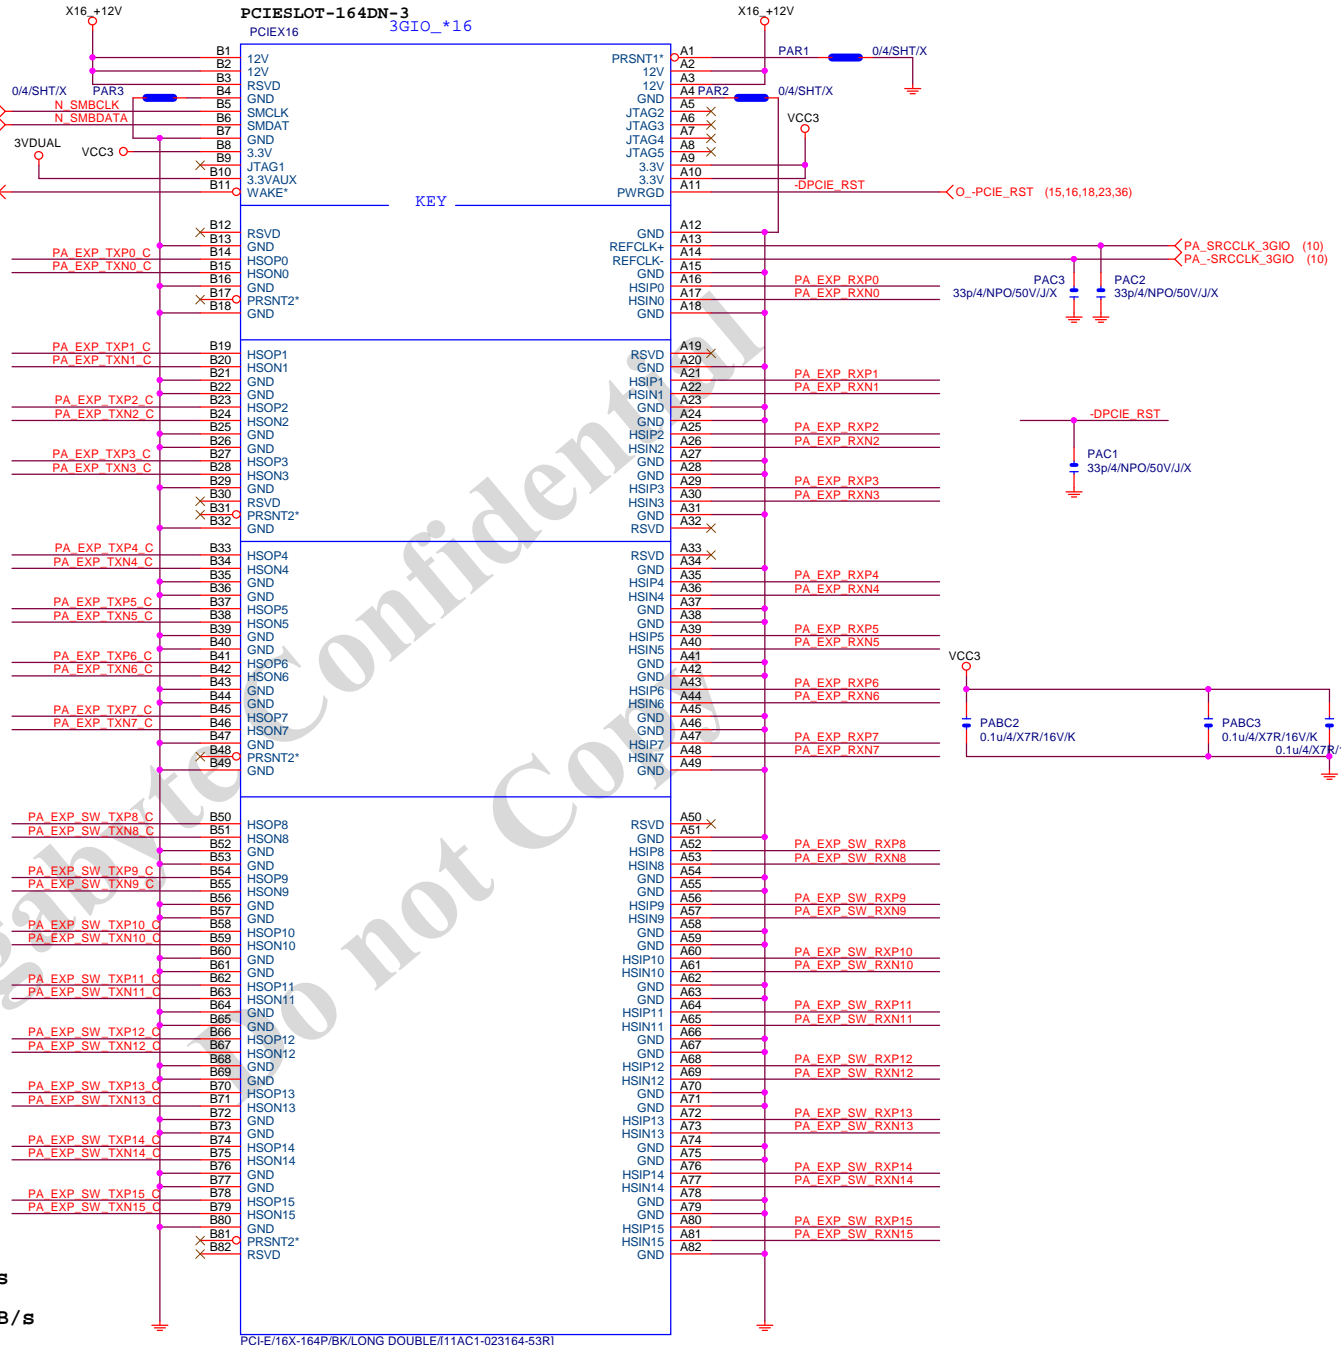 X16_+12V
PCIESLOT-164DN-3
3GIO_*16
PCIEX16
X16_+12V
B1 12V PRSNT1* A1 PAR1 0/4/SHT/X
B2 12V 12V A2
B3 RSVD 12V A3
0/4/SHT/X PAR3 B4 GND GND A4 PAR2 0/4/SHT/X
N_SMBCLK B5 SMCLK JTAG2 A5
N_SMBDATA B6 SMDAT JTAG3 A6
B7 GND JTAG4 A7 VCC3
3VDUAL VCC3 B8 3.3V JTAG5 A8
B9 JTAG1 3.3V A9
B10 3.3VAUX 3.3V A10
B11 WAKE* PWRGD A11 -DPCIE_RST O_-PCIE_RST (15,16,18,23,36)
KEY
B12 RSVD GND A12
B13 GND REFCLK+ A13 PA_SRCCLK_3GIO (10)
PA_EXP_TXP0_C B14 HSOP0 REFCLK- A14 PA_-SRCCLK_3GIO (10)
PA_EXP_TXN0_C B15 HSON0 GND A15
B16 GND HSIP0 A16 PA_EXP_RXP0 PAC3 PAC2
B17 PRSNT2* HSIN0 A17 PA_EXP_RXN0 33p/4/NPO/50V/J/X 33p/4/NPO/50V/J/X
B18 GND GND A18
PA_EXP_TXP1_C B19 HSOP1 RSVD A19
PA_EXP_TXN1_C B20 HSON1 GND A20
B21 GND HSIP1 A21 PA_EXP_RXP1
B22 GND HSIN1 A22 PA_EXP_RXN1
PA_EXP_TXP2_C B23 HSOP2 GND A23
PA_EXP_TXN2_C B24 HSON2 GND A24 -DPCIE_RST
B25 GND HSIP2 A25 PA_EXP_RXP2
B26 GND HSIN2 A26 PA_EXP_RXN2
PA_EXP_TXP3_C B27 HSOP3 GND A27 PAC1
PA_EXP_TXN3_C B28 HSON3 GND A28 33p/4/NPO/50V/J/X
B29 GND HSIP3 A29 PA_EXP_RXP3
B30 RSVD HSIN3 A30 PA_EXP_RXN3
B31 PRSNT2* GND A31
B32 GND RSVD A32
PA_EXP_TXP4_C B33 HSOP4 RSVD A33
PA_EXP_TXN4_C B34 HSON4 GND A34
B35 GND HSIP4 A35 PA_EXP_RXP4
B36 GND HSIN4 A36 PA_EXP_RXN4
PA_EXP_TXP5_C B37 HSOP5 GND A37
PA_EXP_TXN5_C B38 HSON5 GND A38
B39 GND HSIP5 A39 PA_EXP_RXP5
B40 GND HSIN5 A40 PA_EXP_RXN5
PA_EXP_TXP6_C B41 HSOP6 GND A41 VCC3
PA_EXP_TXN6_C B42 HSON6 GND A42
B43 GND HSIP6 A43 PA_EXP_RXP6
B44 GND HSIN6 A44 PA_EXP_RXN6
PA_EXP_TXP7_C B45 HSOP7 GND A45 PABC2 PABC3
PA_EXP_TXN7_C B46 HSON7 GND A46 0.1u/4/X7R/16V/K 0.1u/4/X7R/16V/K
B47 GND HSIP7 A47 PA_EXP_RXP7
B48 PRSNT2* HSIN7 A48 PA_EXP_RXN7 0.1u/4/X7R/
B49 GND GND A49
PA_EXP_SW_TXP8_C B50 HSOP8 RSVD A50
PA_EXP_SW_TXN8_C B51 HSON8 GND A51
B52 GND HSIP8 A52 PA_EXP_SW_RXP8
B53 GND HSIN8 A53 PA_EXP_SW_RXN8
PA_EXP_SW_TXP9_C B54 HSOP9 GND A54
PA_EXP_SW_TXN9_C B55 HSON9 GND A55
B56 GND HSIP9 A56 PA_EXP_SW_RXP9
B57 GND HSIN9 A57 PA_EXP_SW_RXN9
PA_EXP_SW_TXP10_C B58 HSOP10 GND A58
PA_EXP_SW_TXN10_C B59 HSON10 GND A59
B60 GND HSIP10 A60 PA_EXP_SW_RXP10
B61 GND HSIN10 A61 PA_EXP_SW_RXN10
PA_EXP_SW_TXP11_C B62 HSOP11 GND A62
PA_EXP_SW_TXN11_C B63 HSON11 GND A63
B64 GND HSIP11 A64 PA_EXP_SW_RXP11
B65 GND HSIN11 A65 PA_EXP_SW_RXN11
PA_EXP_SW_TXP12_C B66 HSOP12 GND A66
PA_EXP_SW_TXN12_C B67 HSON12 GND A67
B68 GND HSIP12 A68 PA_EXP_SW_RXP12
B69 GND HSIN12 A69 PA_EXP_SW_RXN12
PA_EXP_SW_TXP13_C B70 HSOP13 GND A70
PA_EXP_SW_TXN13_C B71 HSON13 GND A71
B72 GND HSIP13 A72 PA_EXP_SW_RXP13
B73 GND HSIN13 A73 PA_EXP_SW_RXN13
PA_EXP_SW_TXP14_C B74 HSOP14 GND A74
PA_EXP_SW_TXN14_C B75 HSON14 GND A75
B76 GND HSIP14 A76 PA_EXP_SW_RXP14
B77 GND HSIN14 A77 PA_EXP_SW_RXN14
PA_EXP_SW_TXP15_C B78 HSOP15 GND A78
PA_EXP_SW_TXN15_C B79 HSON15 GND A79
B80 GND HSIP15 A80 PA_EXP_SW_RXP15
B81 PRSNT2* HSIN15 A81 PA_EXP_SW_RXN15
B82 RSVD GND A82
s
B/s
PCI-E/16X-164P/BK/LONG DOUBLE/[11AC1-023164-53R]
gabyte Confidential
Do not Copy